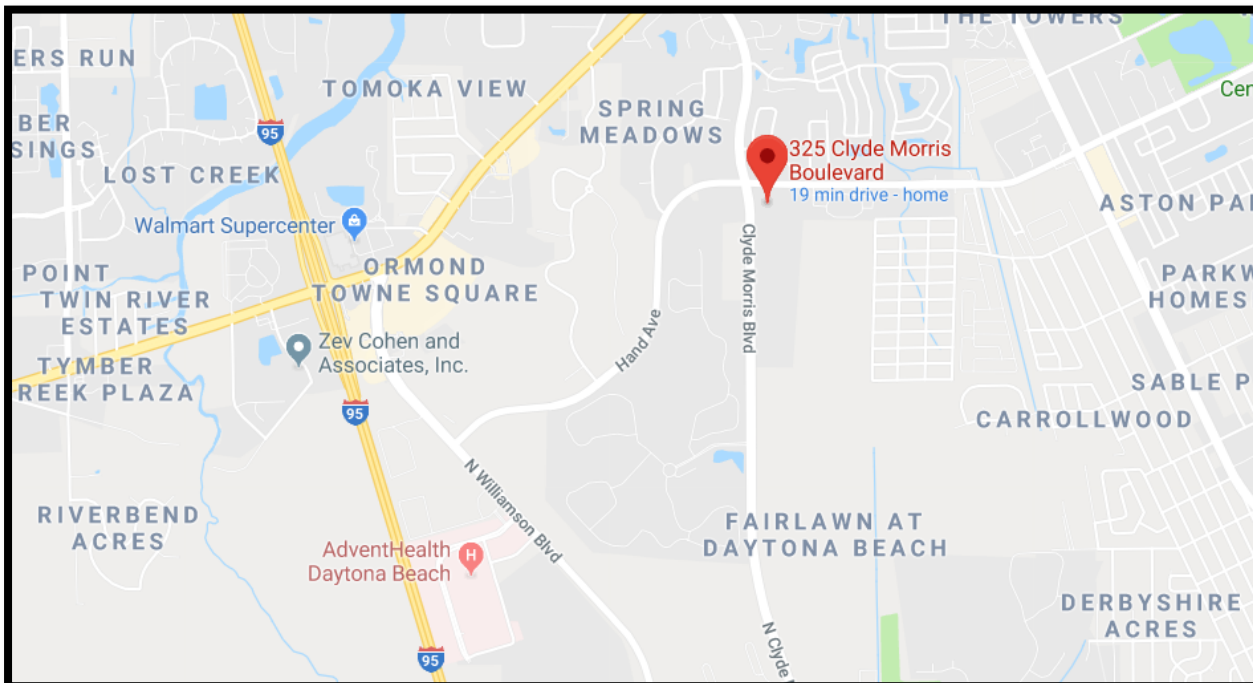 THE TOWERS
ERS RUN
TOMOKA VIEW
Cen
SPRING
MEADOWS
BER
SINGS
95
LOST CREEK
325 Clyde Morris
Boulevard
19 min drive - home
ASTON PAR
Walmart Supercenter
Clyde Morris Blvd
POINT
TWIN RIVER
ESTATES
ORMOND
TOWNE SQUARE
PARKW
HOMES
Zev Cohen and
Associates, Inc.
Hand Ave
TYMBER
REEK PLAZA
SABLE P
95
CARROLLWOOD
N Williamson Blvd
RIVERBEND
ACRES
FAIRLAWN AT
DAYTONA BEACH
AdventHealth
Daytona Beach
H
DERBYSHIRE
ACRES
N Clyde
95